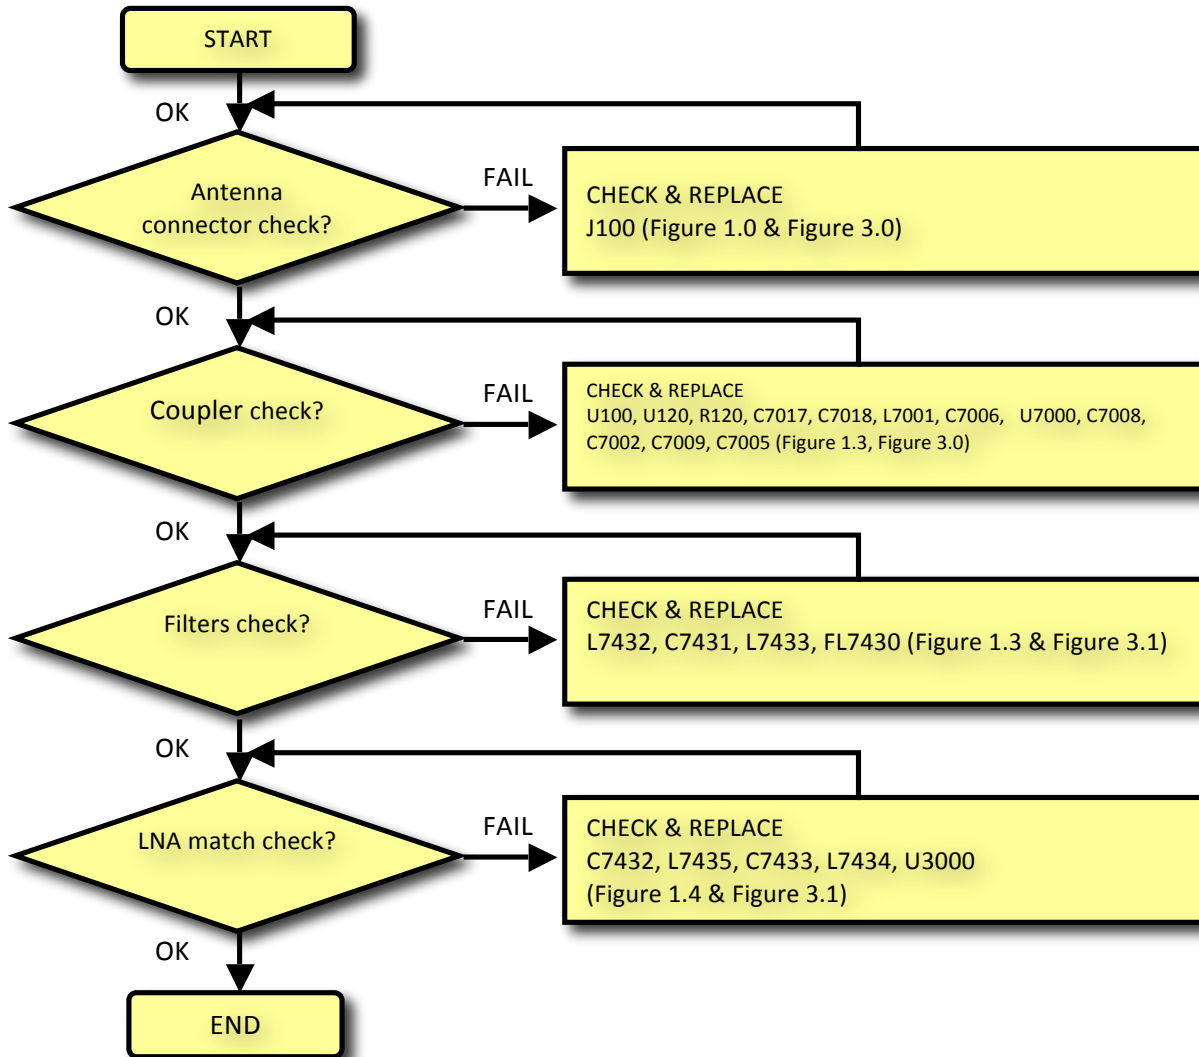 START
OK
Antenna
connector check?
FAIL
CHECK & REPLACE
J100 (Figure 1.0 & Figure 3.0)
OK
Coupler check?
FAIL
CHECK & REPLACE
U100, U120, R120, C7017, C7018, L7001, C7006, U7000, C7008,
C7002, C7009, C7005 (Figure 1.3, Figure 3.0)
OK
Filters check?
FAIL
CHECK & REPLACE
L7432, C7431, L7433, FL7430 (Figure 1.3 & Figure 3.1)
OK
LNA match check?
FAIL
CHECK & REPLACE
C7432, L7435, C7433, L7434, U3000
(Figure 1.4 & Figure 3.1)
OK
END